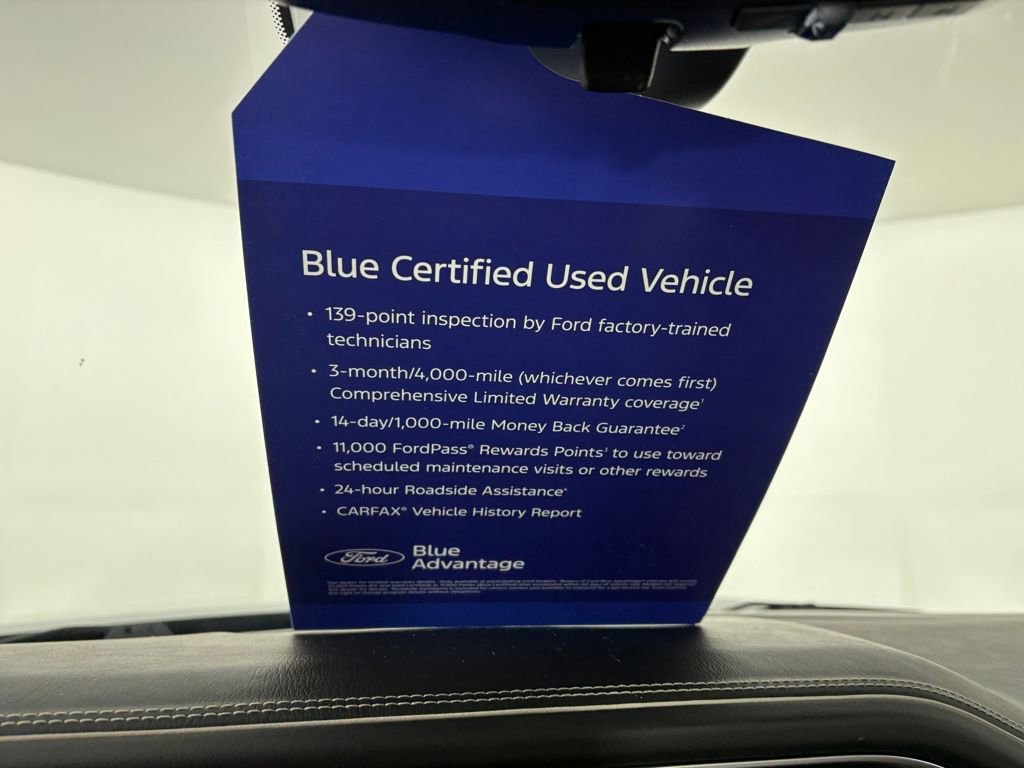 Blue Certified Used Vehicle
• 139-point inspection by Ford factory-trained
technicians
• 3-month/4,000-mile (whichever comes first)
Comprehensive Limited Warranty coverage¹
• 14-day/1,000-mile Money Back Guarantee²
• 11,000 FordPass® Rewards Points³ to use toward
scheduled maintenance visits or other rewards
• 24-hour Roadside Assistance⁴
• CARFAX® Vehicle History Report
Ford Blue
Advantage